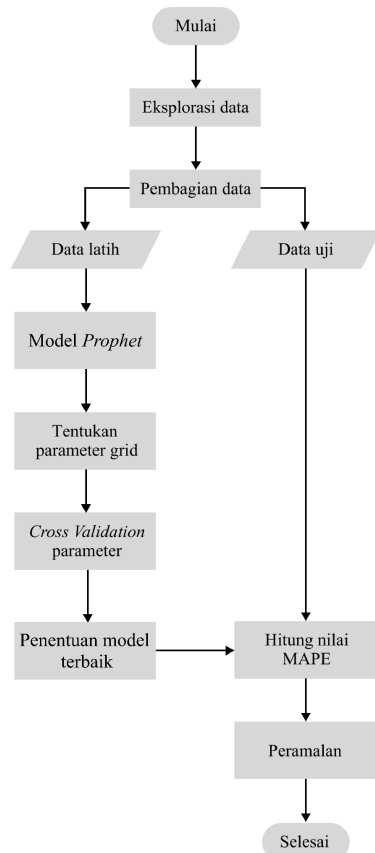 Mulai
Eksplorasi data
Pembagian data
Data latih
Data uji
Model Prophet
Tentukan
parameter grid
Cross Validation
parameter
Penentuan model
terbaik
Hitung nilai
MAPE
Peramalan
Selesai